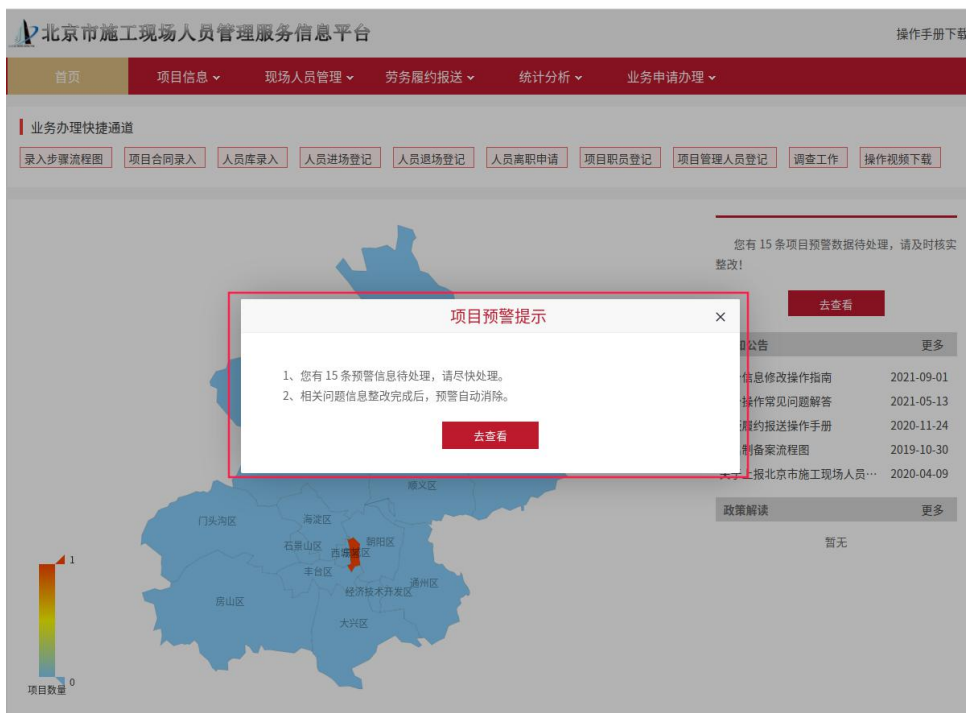 北京市施工现场人员管理服务信息平台
操作手册下载
首页 项目信息 现场人员管理 劳务履约报送 统计分析 业务申请办理
业务办理快捷通道
录入步骤流程图 项目合同录入 人员库录入 人员进场登记 人员退场登记 人员离职申请 项目职员登记 项目管理人员登记 调查工作 操作视频下载
您有 15 条项目预警数据待处理，请及时核实
整改！
去查看
项目预警提示 ×
1、您有 15 条预警信息待处理，请尽快处理。
2、相关问题信息整改完成后，预警自动消除。
去查看
公告 更多
信息修改操作指南 2021-09-01
操作常见问题解答 2021-05-13
履约报送操作手册 2020-11-24
制备案流程图 2019-10-30
关于上报北京市施工现场人员… 2020-04-09
政策解读 更多
暂无
顺义区
门头沟区
海淀区
石景山区
西城
区
朝阳区
丰台区
通州区
经济技术开发区
房山区
大兴区
1
0
项目数量